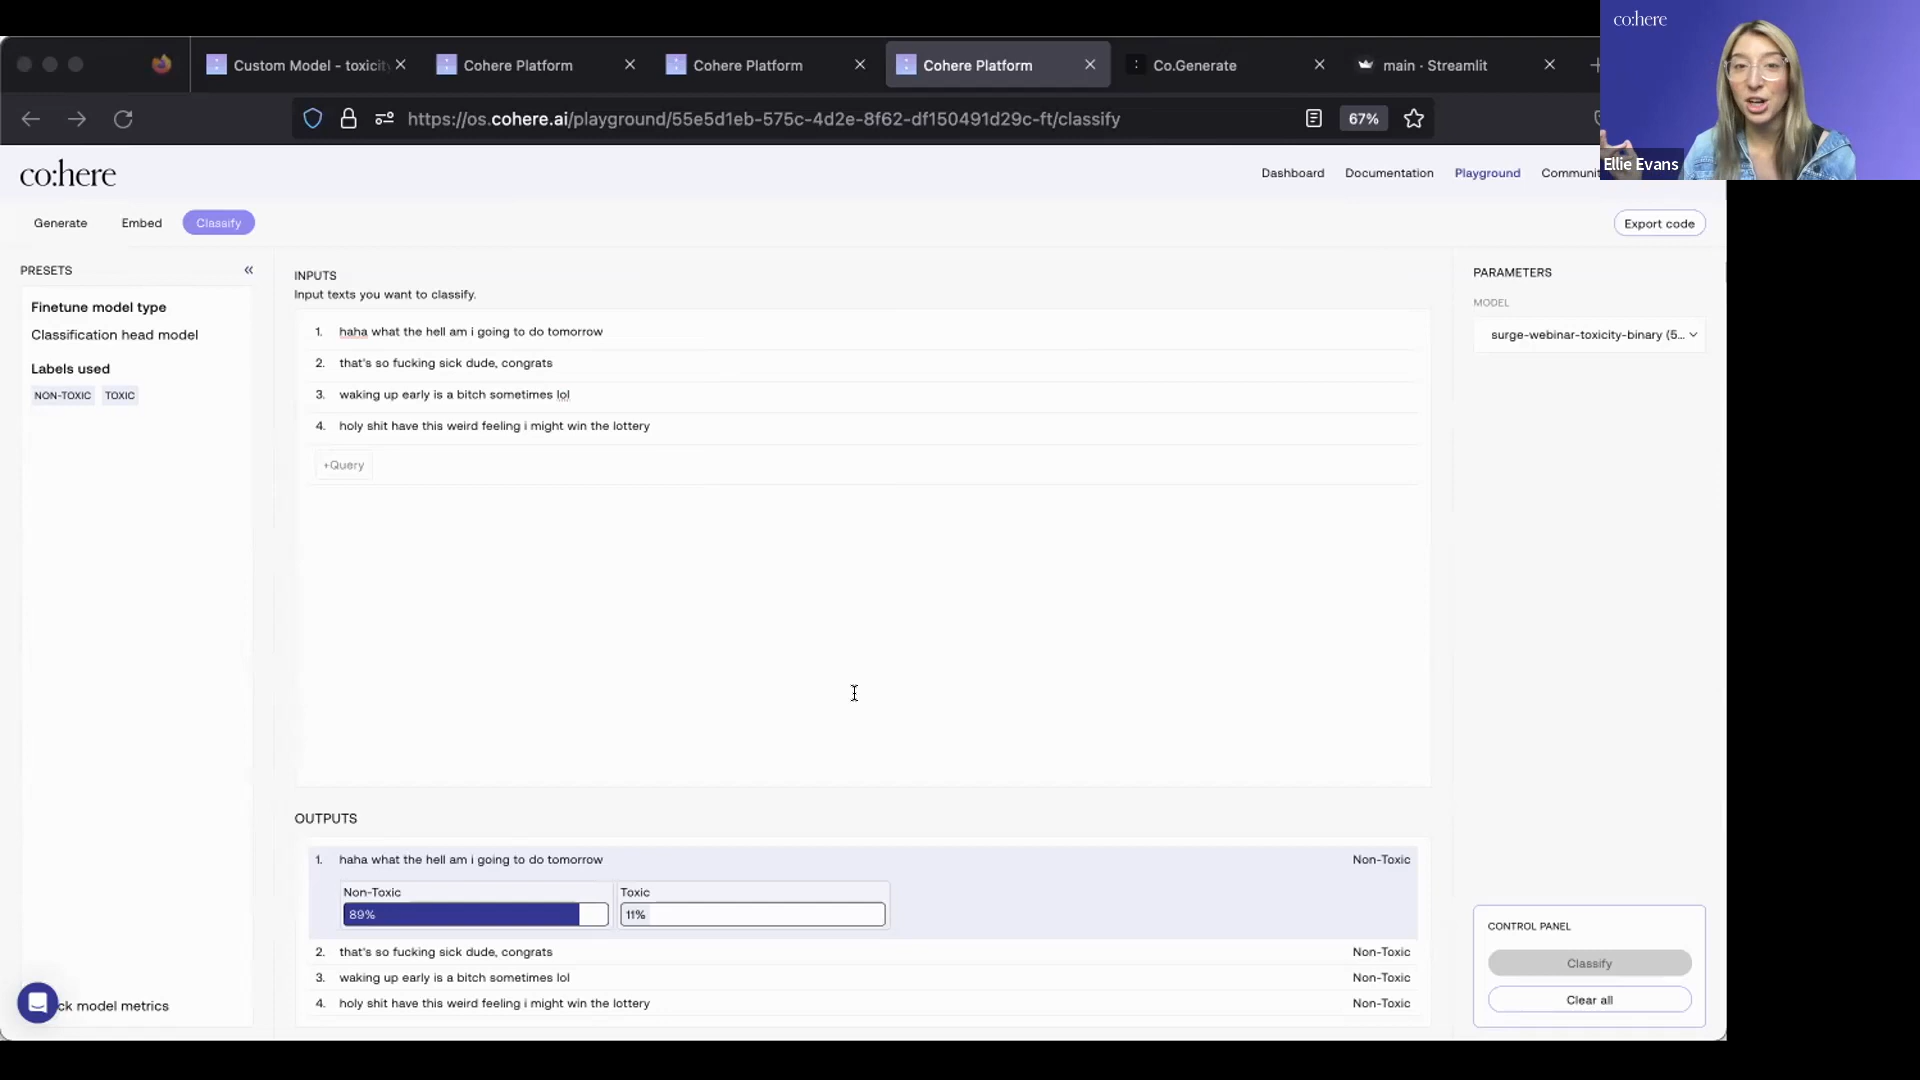 co:here
Ellie Evans
Custom Model - toxicit
Cohere Platform
Cohere Platform
Cohere Platform
Co.Generate
main · Streamlit
https://os.cohere.ai/playground/55e5d1eb-575c-4d2e-8f62-df150491d29c-ft/classify
67%
co:here
Dashboard
Documentation
Playground
Communit
Generate
Embed
Classify
Export code
PRESETS
«
Finetune model type
Classification head model
Labels used
NON-TOXIC
TOXIC
ck model metrics
INPUTS
Input texts you want to classify.
1. haha what the hell am i going to do tomorrow
2. that's so fucking sick dude, congrats
3. waking up early is a bitch sometimes lol
4. holy shit have this weird feeling i might win the lottery
+Query
OUTPUTS
1. haha what the hell am i going to do tomorrow Non-Toxic
Non-Toxic
89%
Toxic
11%
2. that's so fucking sick dude, congrats Non-Toxic
3. waking up early is a bitch sometimes lol Non-Toxic
4. holy shit have this weird feeling i might win the lottery Non-Toxic
PARAMETERS
MODEL
surge-webinar-toxicity-binary (5...
CONTROL PANEL
Classify
Clear all